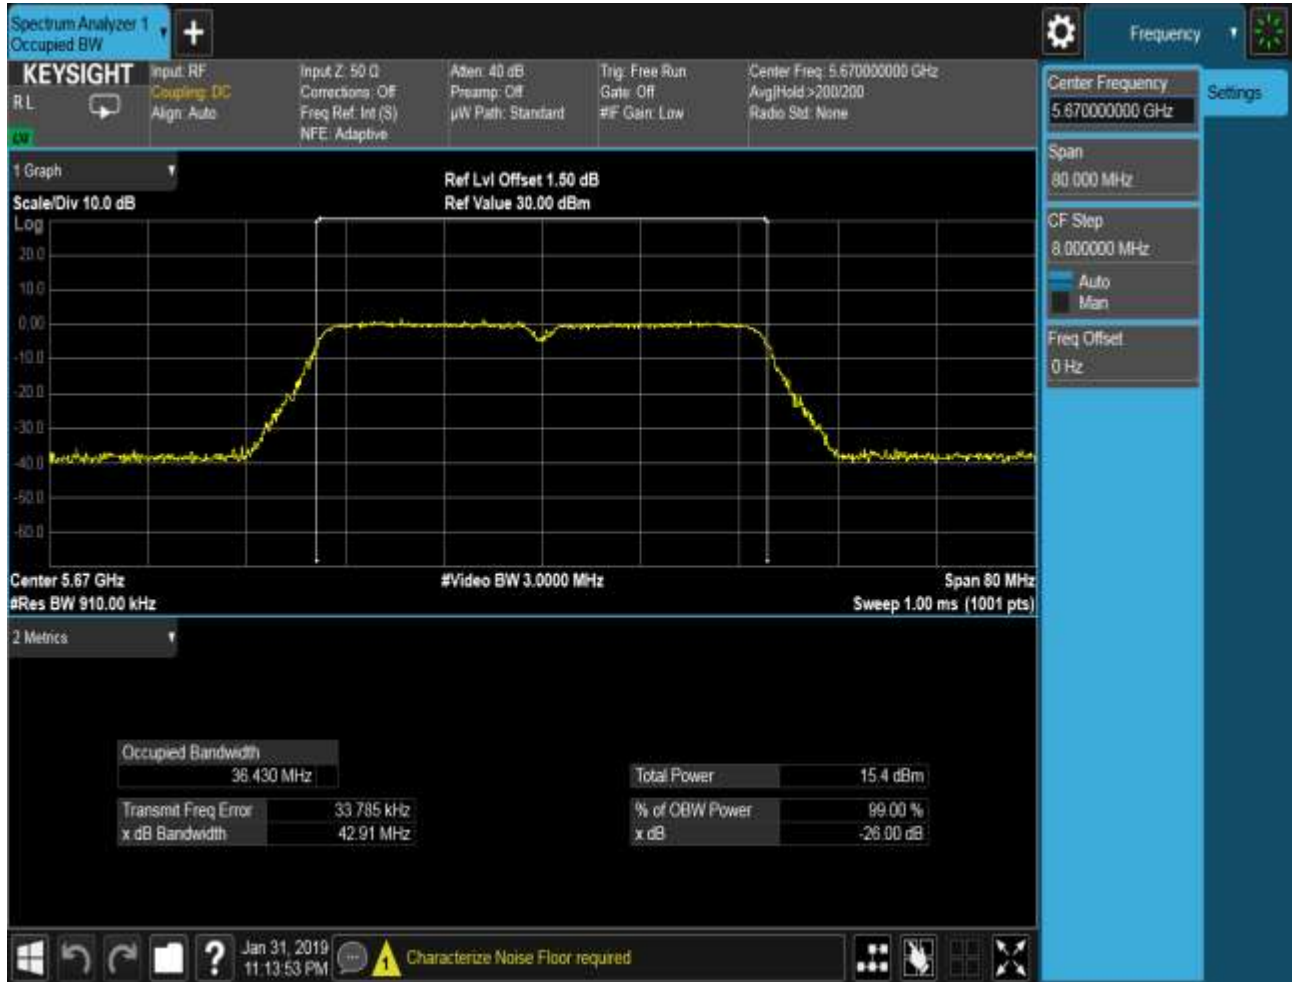 Spectrum Analyzer 1
Occupied BW
+
Frequency
KEYSIGHT
R L
Input: RF
Coupling: DC
Align: Auto
Input Z: 50 Ω
Corrections: Off
Freq Ref: Int (S)
NFE: Adaptive
Atten: 40 dB
Preamp: Off
µW Path: Standard
Trig: Free Run
Gate: Off
#IF Gain: Low
Center Freq: 5.670000000 GHz
Avg|Hold >200/200
Radio Std: None
Center Frequency
5.670000000 GHz
Settings
Span
80.000 MHz
CF Step
8.000000 MHz
Auto
Man
Freq Offset
0 Hz
1 Graph
Scale/Div 10.0 dB
Ref Lvl Offset 1.50 dB
Ref Value 30.00 dBm
Log
20.0
10.0
0.00
-10.0
-20.0
-30.0
-40.0
-50.0
-60.0
Center 5.67 GHz
#Video BW 3.0000 MHz
Span 80 MHz
#Res BW 910.00 kHz
Sweep 1.00 ms (1001 pts)
2 Metrics
Occupied Bandwidth
36.430 MHz
Total Power 15.4 dBm
Transmit Freq Error 33.785 kHz
% of OBW Power 99.00 %
x dB Bandwidth 42.91 MHz
x dB -26.00 dB
?
Jan 31, 2019
11:13:53 PM
1
Characterize Noise Floor required